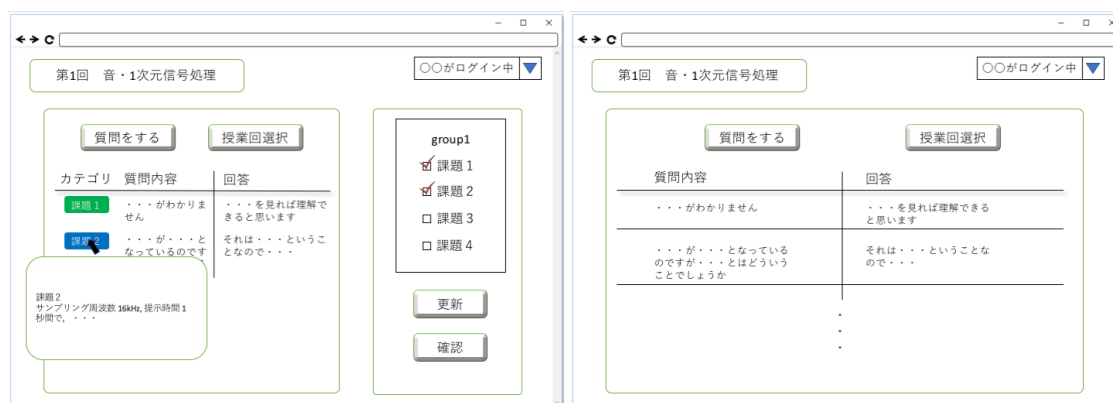 第1回 音・1次元信号処理
〇〇がログイン中
質問をする
授業回選択
カテゴリ 質問内容 回答
課題1
・・・がわかりま
せん
・・・を見れば理解で
きると思います
課題2
・・・が・・・と
なっているのです
それは・・・というこ
となので・・・
課題2
サンプリング周波数 16kHz, 提示時間 1
秒間で, ・・・
group1
課題1
課題2
課題3
課題4
更新
確認
第1回 音・1次元信号処理
〇〇がログイン中
質問をする
授業回選択
質問内容 回答
・・・がわかりません
・・・を見れば理解できる
と思います
・・・が・・・となっている
のですが・・・とはどういう
ことでしょうか
それは・・・ということな
ので・・・
・
・
・